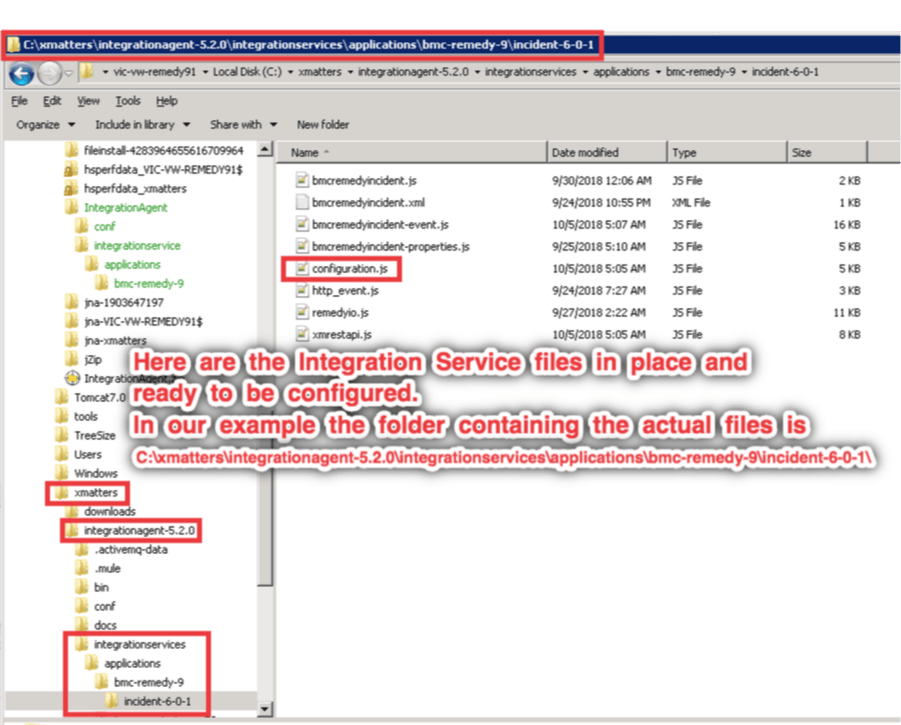 C:\xmatters\integrationagent-5.2.0\integrationservices\applications\bmc-remedy-9\incident-6-0-1
vic-vw-remedy91 Local Disk (C:) xmatters integrationagent-5.2.0 integrationservices applications bmc-remedy-9 incident-6-0-1
File Edit View Tools Help
Organize Include in library Share with New folder
fileinstall-4283964655616709964
hsperfdata_VIC-VW-REMEDY91$
hsperfdata_xmatters
IntegrationAgent
conf
integrationservice
applications
bmc-remedy-9
jna-1903647197
jna-VIC-VW-REMEDY91$
jna-xmatters
jZip
Tomcat7.0
tools
TreeSize
Users
Windows
xmatters
downloads
integrationagent-5.2.0
.activemq-data
.mule
bin
conf
docs
integrationservices
applications
bmc-remedy-9
incident-6-0-1
Name Date modified Type Size
bmcremedyincident.js 9/30/2018 12:06 AM JS File 2 KB
bmcremedyincident.xml 9/24/2018 10:55 PM XML File 1 KB
bmcremedyincident-event.js 10/5/2018 5:07 AM JS File 16 KB
bmcremedyincident-properties.js 9/25/2018 5:10 AM JS File 5 KB
configuration.js 10/5/2018 5:05 AM JS File 5 KB
http_event.js 9/24/2018 7:27 AM JS File 3 KB
remedyio.js 9/27/2018 2:22 AM JS File 11 KB
xmrestapi.js 10/5/2018 5:05 AM JS File 8 KB
Here are the Integration Service files in place and
ready to be configured.
In our example the folder containing the actual files is
C:\xmatters\integrationagent-5.2.0\integrationservices\applications\bmc-remedy-9\incident-6-0-1\